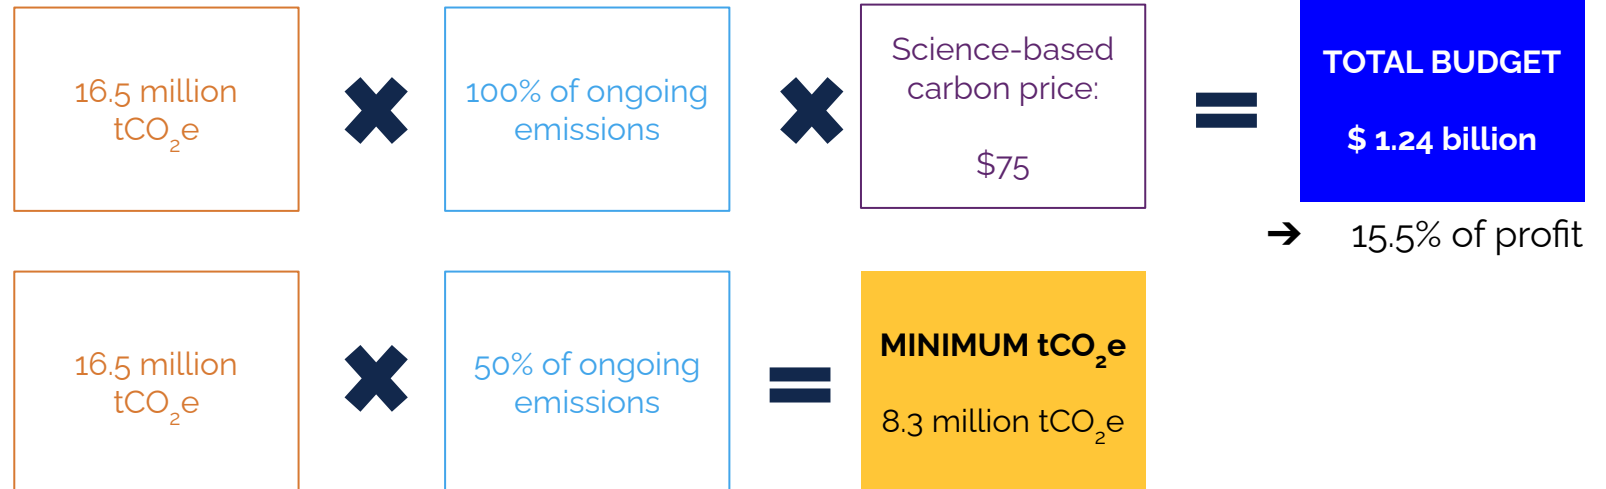 16.5 million
tCO₂e
100% of ongoing
emissions
Science-based
carbon price:
$75
TOTAL BUDGET
$ 1.24 billion
➔ 15.5% of profit
16.5 million
tCO₂e
50% of ongoing
emissions
MINIMUM tCO₂e
8.3 million tCO₂e